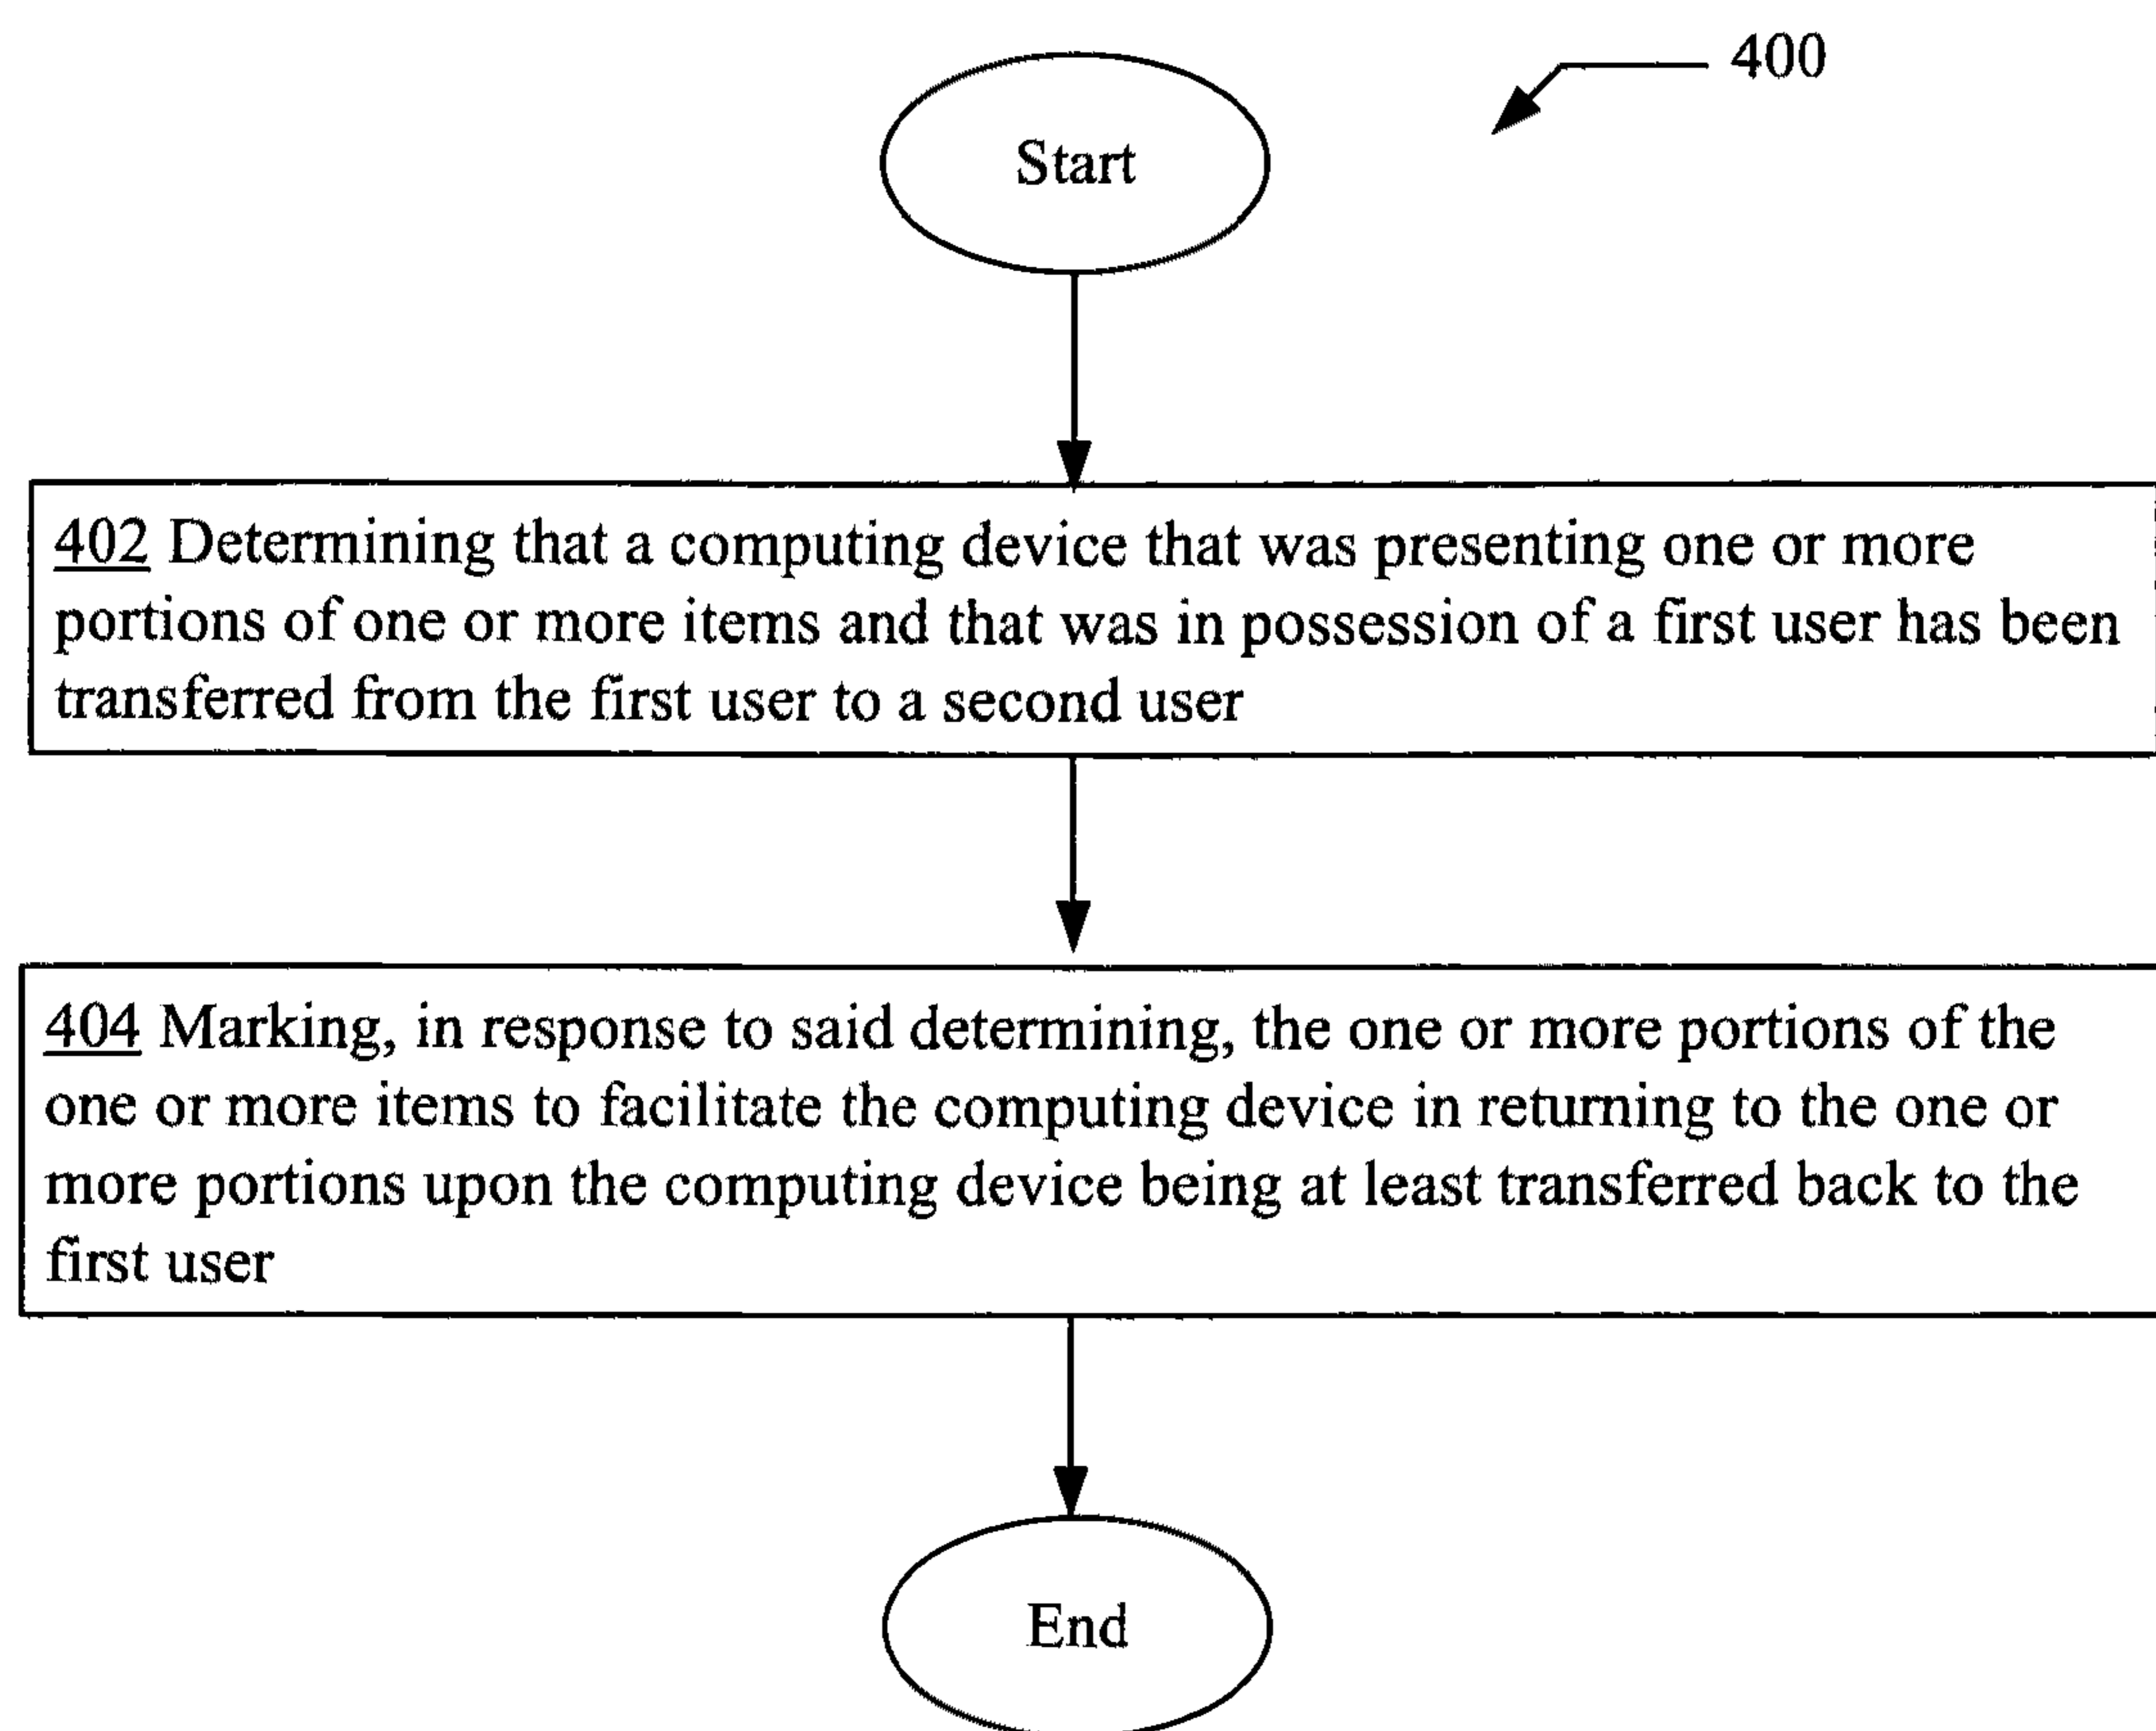 400
Start
402 Determining that a computing device that was presenting one or more
portions of one or more items and that was in possession of a first user has been
transferred from the first user to a second user
404 Marking, in response to said determining, the one or more portions of the
one or more items to facilitate the computing device in returning to the one or
more portions upon the computing device being at least transferred back to the
first user
End